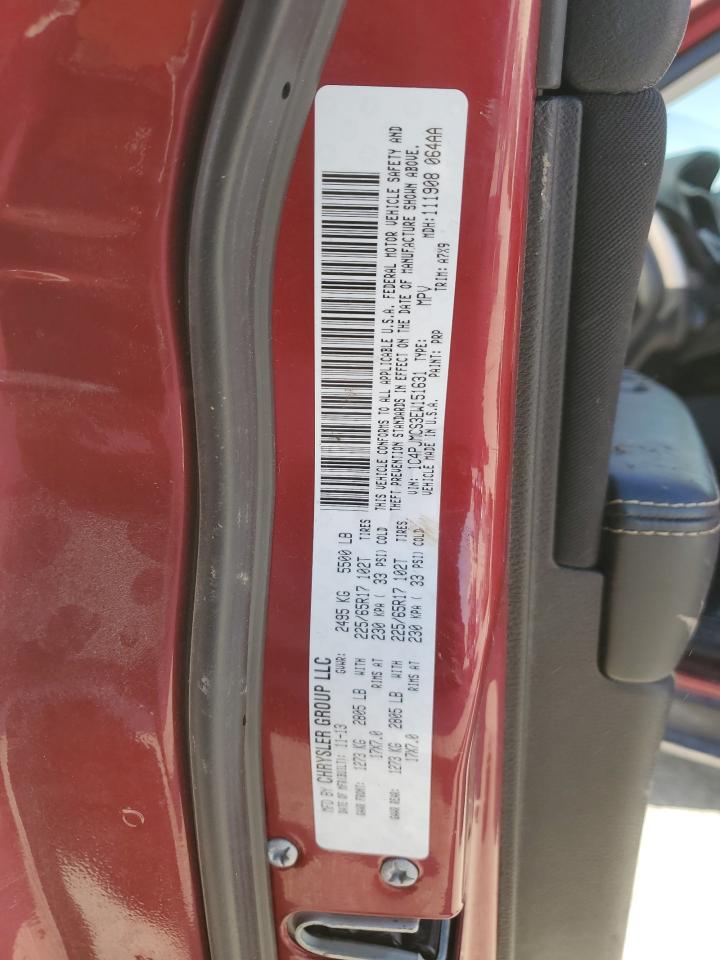 MFD BY CHRYSLER GROUP LLC
DATE OF MFR(BUILT): 11-13 GVWR: 2495 KG 5500 LB
GAWR FRONT: 1273 KG 2805 LB WITH 225/65R17 102T TIRES
17X7.0 RIMS AT 230 KPA ( 33 PSI) COLD
GAWR REAR: 1273 KG 2805 LB WITH 225/65R17 102T TIRES,
17X7.0 RIMS AT 230 KPA ( 33 PSI) COLD
THIS VEHICLE CONFORMS TO ALL APPLICABLE U.S.A. FEDERAL MOTOR VEHICLE SAFETY AND
THEFT PREVENTION STANDARDS IN EFFECT ON THE DATE OF MANUFACTURE SHOWN ABOVE.
VIN: 1C4PJMCS3EW151631 TYPE: MPV MDH:111908 064AA
VEHICLE MADE IN U.S.A. PAINT: PRP TRIM: A7X9